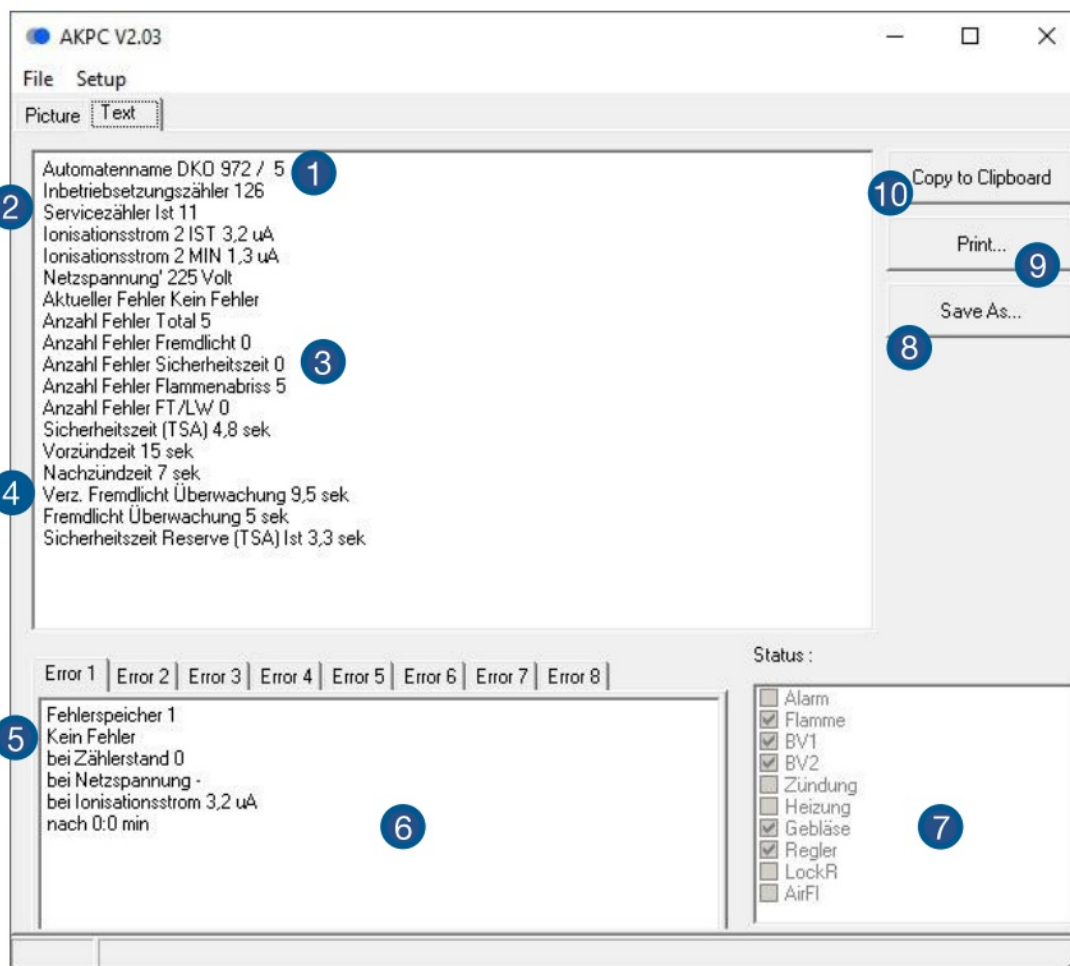 AKPC V2.03
File Setup
Picture Text
Automatenname DKO 972 / 5 1
Inbetriebsetzungszähler 126
2 Servicezähler Ist 11
Ionisationsstrom 2 IST 3,2 uA
Ionisationsstrom 2 MIN 1,3 uA
Netzspannung' 225 Volt
Aktueller Fehler Kein Fehler
Anzahl Fehler Total 5
Anzahl Fehler Fremdlicht 0
Anzahl Fehler Sicherheitszeit 0 3
Anzahl Fehler Flammenabriss 5
Anzahl Fehler FT/LW 0
Sicherheitszeit (TSA) 4,8 sek
Vorzündzeit 15 sek
Nachzündzeit 7 sek
4 Verz. Fremdlicht Überwachung 9,5 sek
Fremdlicht Überwachung 5 sek
Sicherheitszeit Reserve (TSA) Ist 3,3 sek
Copy to Clipboard
10
Print...
9
Save As...
8
Error 1 Error 2 Error 3 Error 4 Error 5 Error 6 Error 7 Error 8
Fehlerspeicher 1
5 Kein Fehler
bei Zählerstand 0
bei Netzspannung -
bei Ionisationsstrom 3,2 uA
nach 0:0 min 6
Status :
Alarm
Flamme
BV1
BV2
Zündung
Heizung
Gebläse 7
Regler
LockR
AirFl